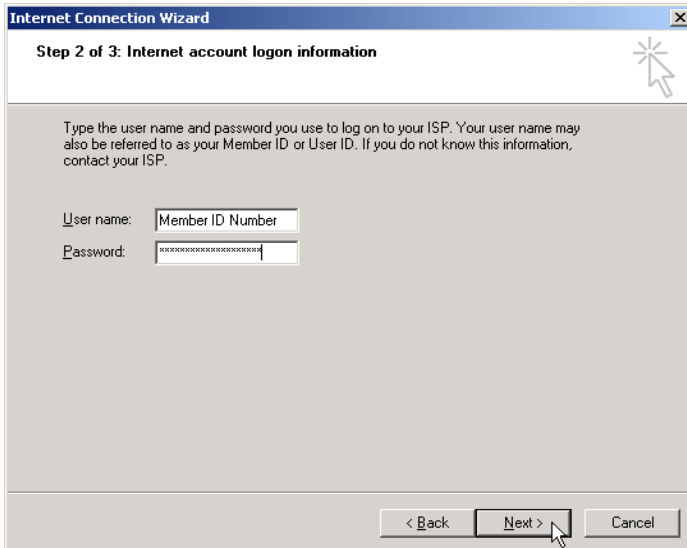 Internet Connection Wizard
Step 2 of 3: Internet account logon information
Type the user name and password you use to log on to your ISP. Your user name may
also be referred to as your Member ID or User ID. If you do not know this information,
contact your ISP.
User name: Member ID Number
Password: ********************
< Back Next > Cancel